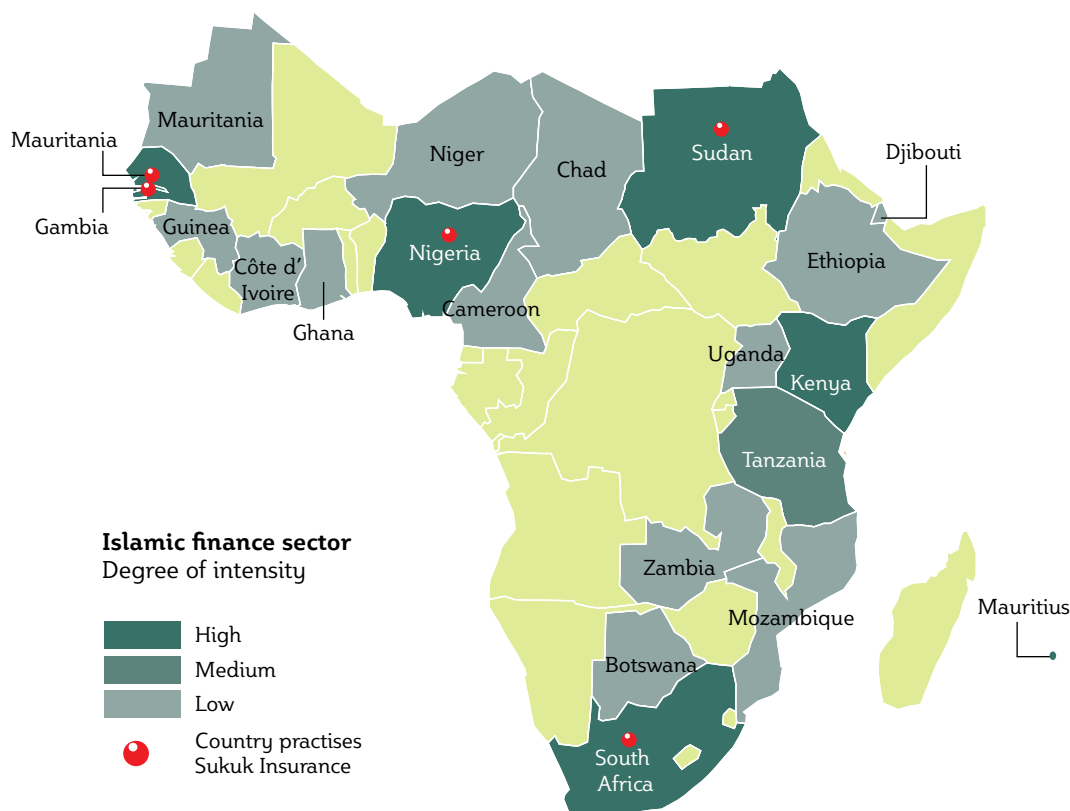 Mauritania
Mauritania
Gambia
Guinea
Côte d'
Ivoire
Ghana
Niger
Nigeria
Cameroon
Chad
Sudan
Djibouti
Ethiopia
Uganda
Kenya
Tanzania
Zambia
Mozambique
Mauritius
Botswana
South
Africa
Islamic finance sector
Degree of intensity
High
Medium
Low
Country practises
Sukuk Insurance